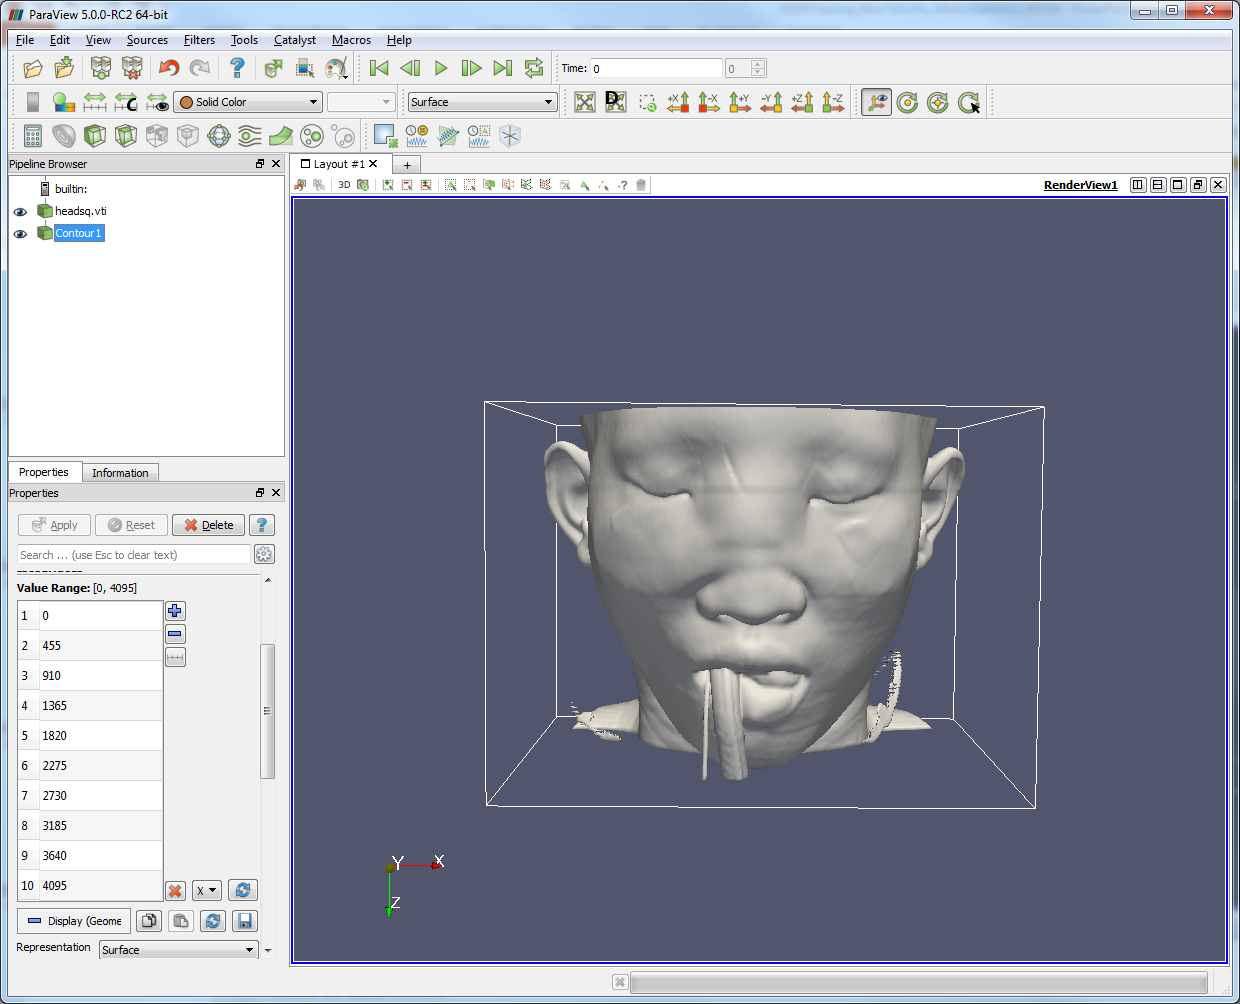 ParaView 5.0.0-RC2 64-bit
File Edit View Sources Filters Tools Catalyst Macros Help
Time: 0 0
Solid Color Surface +X -X +Y -Y +Z -Z
Pipeline Browser
Layout #1
3D
RenderView1
builtin:
headsq.vti
Contour1
Properties Information
Properties
Apply Reset Delete ?
Search ... (use Esc to clear text)
Value Range: [0, 4095]
1 0
2 455
3 910
4 1365
5 1820
6 2275
7 2730
8 3185
9 3640
10 4095
X
Display (Geome
Representation Surface
Y X
Z